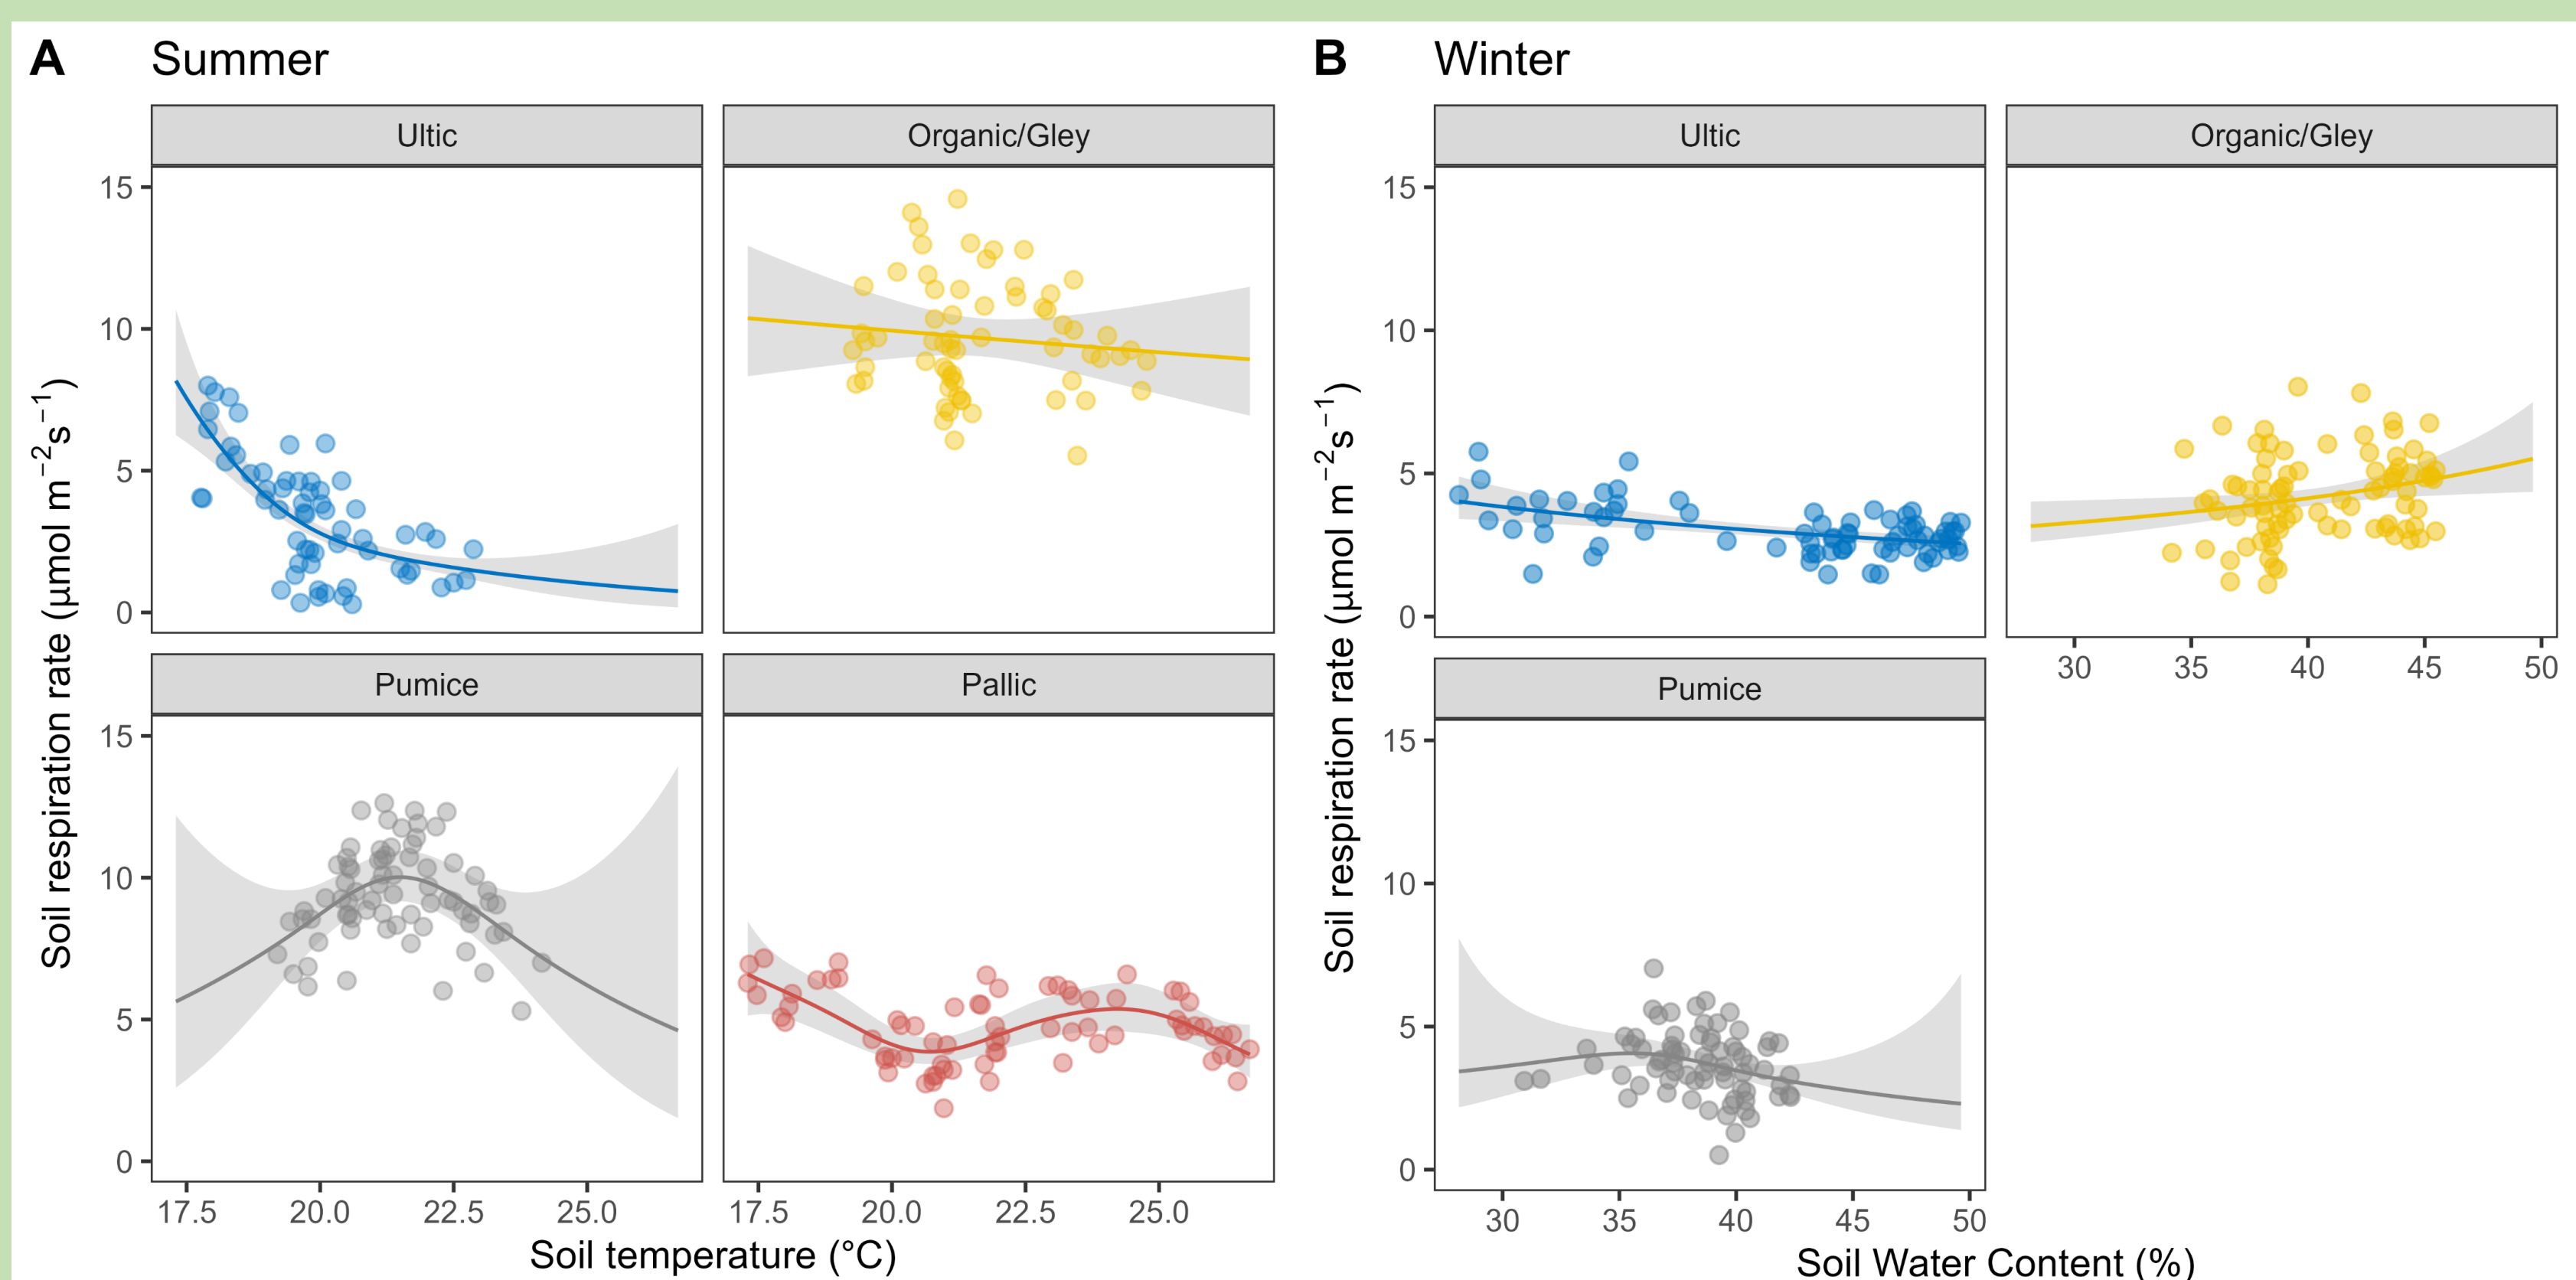 A Summer
Ultic
Organic/Gley
15
10
5
0
Pumice
Pallic
15
10
5
0
17.5 20.0 22.5 25.0
17.5 20.0 22.5 25.0
Soil temperature (°C)
Soil respiration rate (µmol m⁻²s⁻¹)
B Winter
Ultic
Organic/Gley
15
10
5
0
30 35 40 45 50
Pumice
15
10
5
0
30 35 40 45 50
Soil Water Content (%)
Soil respiration rate (µmol m⁻²s⁻¹)